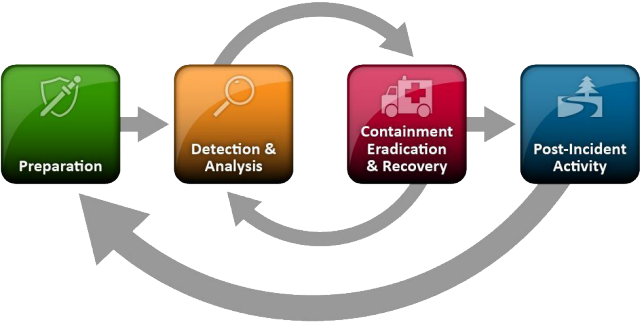 Preparation
Detection &
Analysis
Containment
Eradication
& Recovery
Post-Incident
Activity